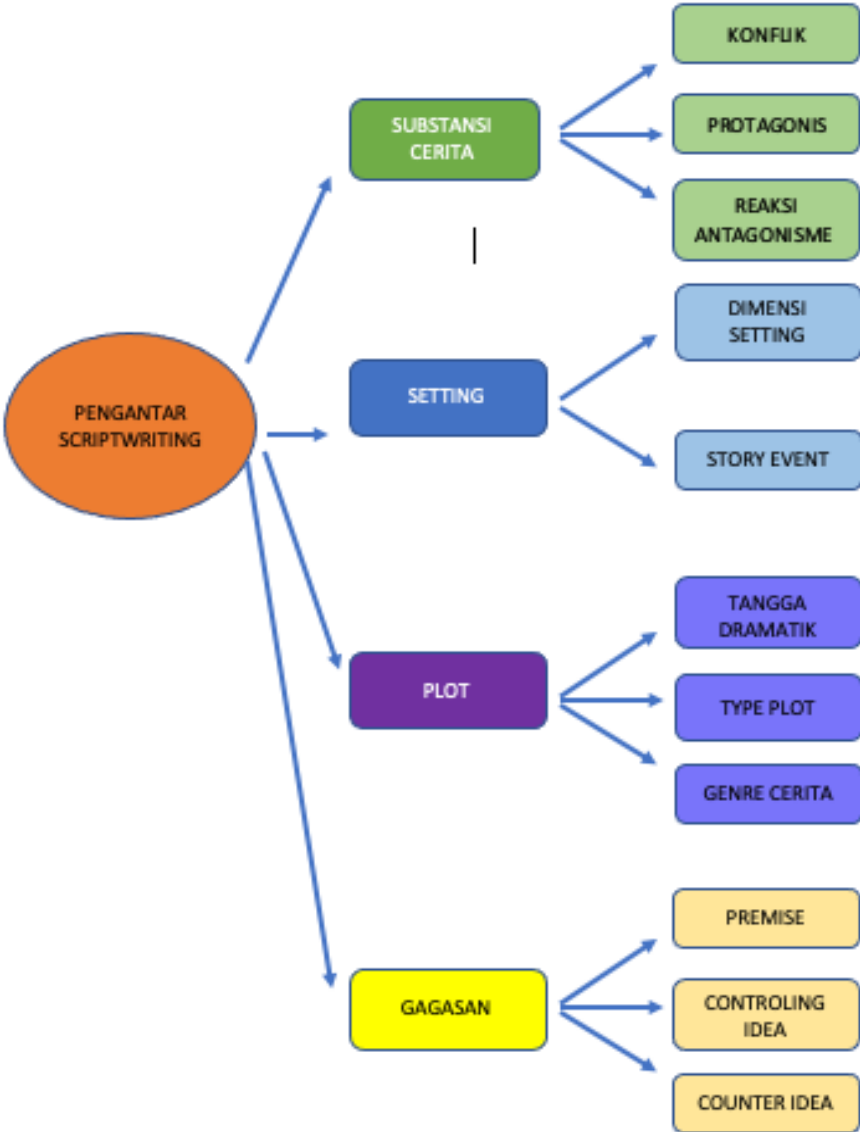 PENGANTAR
SCRIPTWRITING
SUBSTANSI
CERITA
KONFLIK
PROTAGONIS
REAKSI
ANTAGONISME
SETTING
DIMENSI
SETTING
STORY EVENT
PLOT
TANGGA
DRAMATIK
TYPE PLOT
GENRE CERITA
GAGASAN
PREMISE
CONTROLING
IDEA
COUNTER IDEA